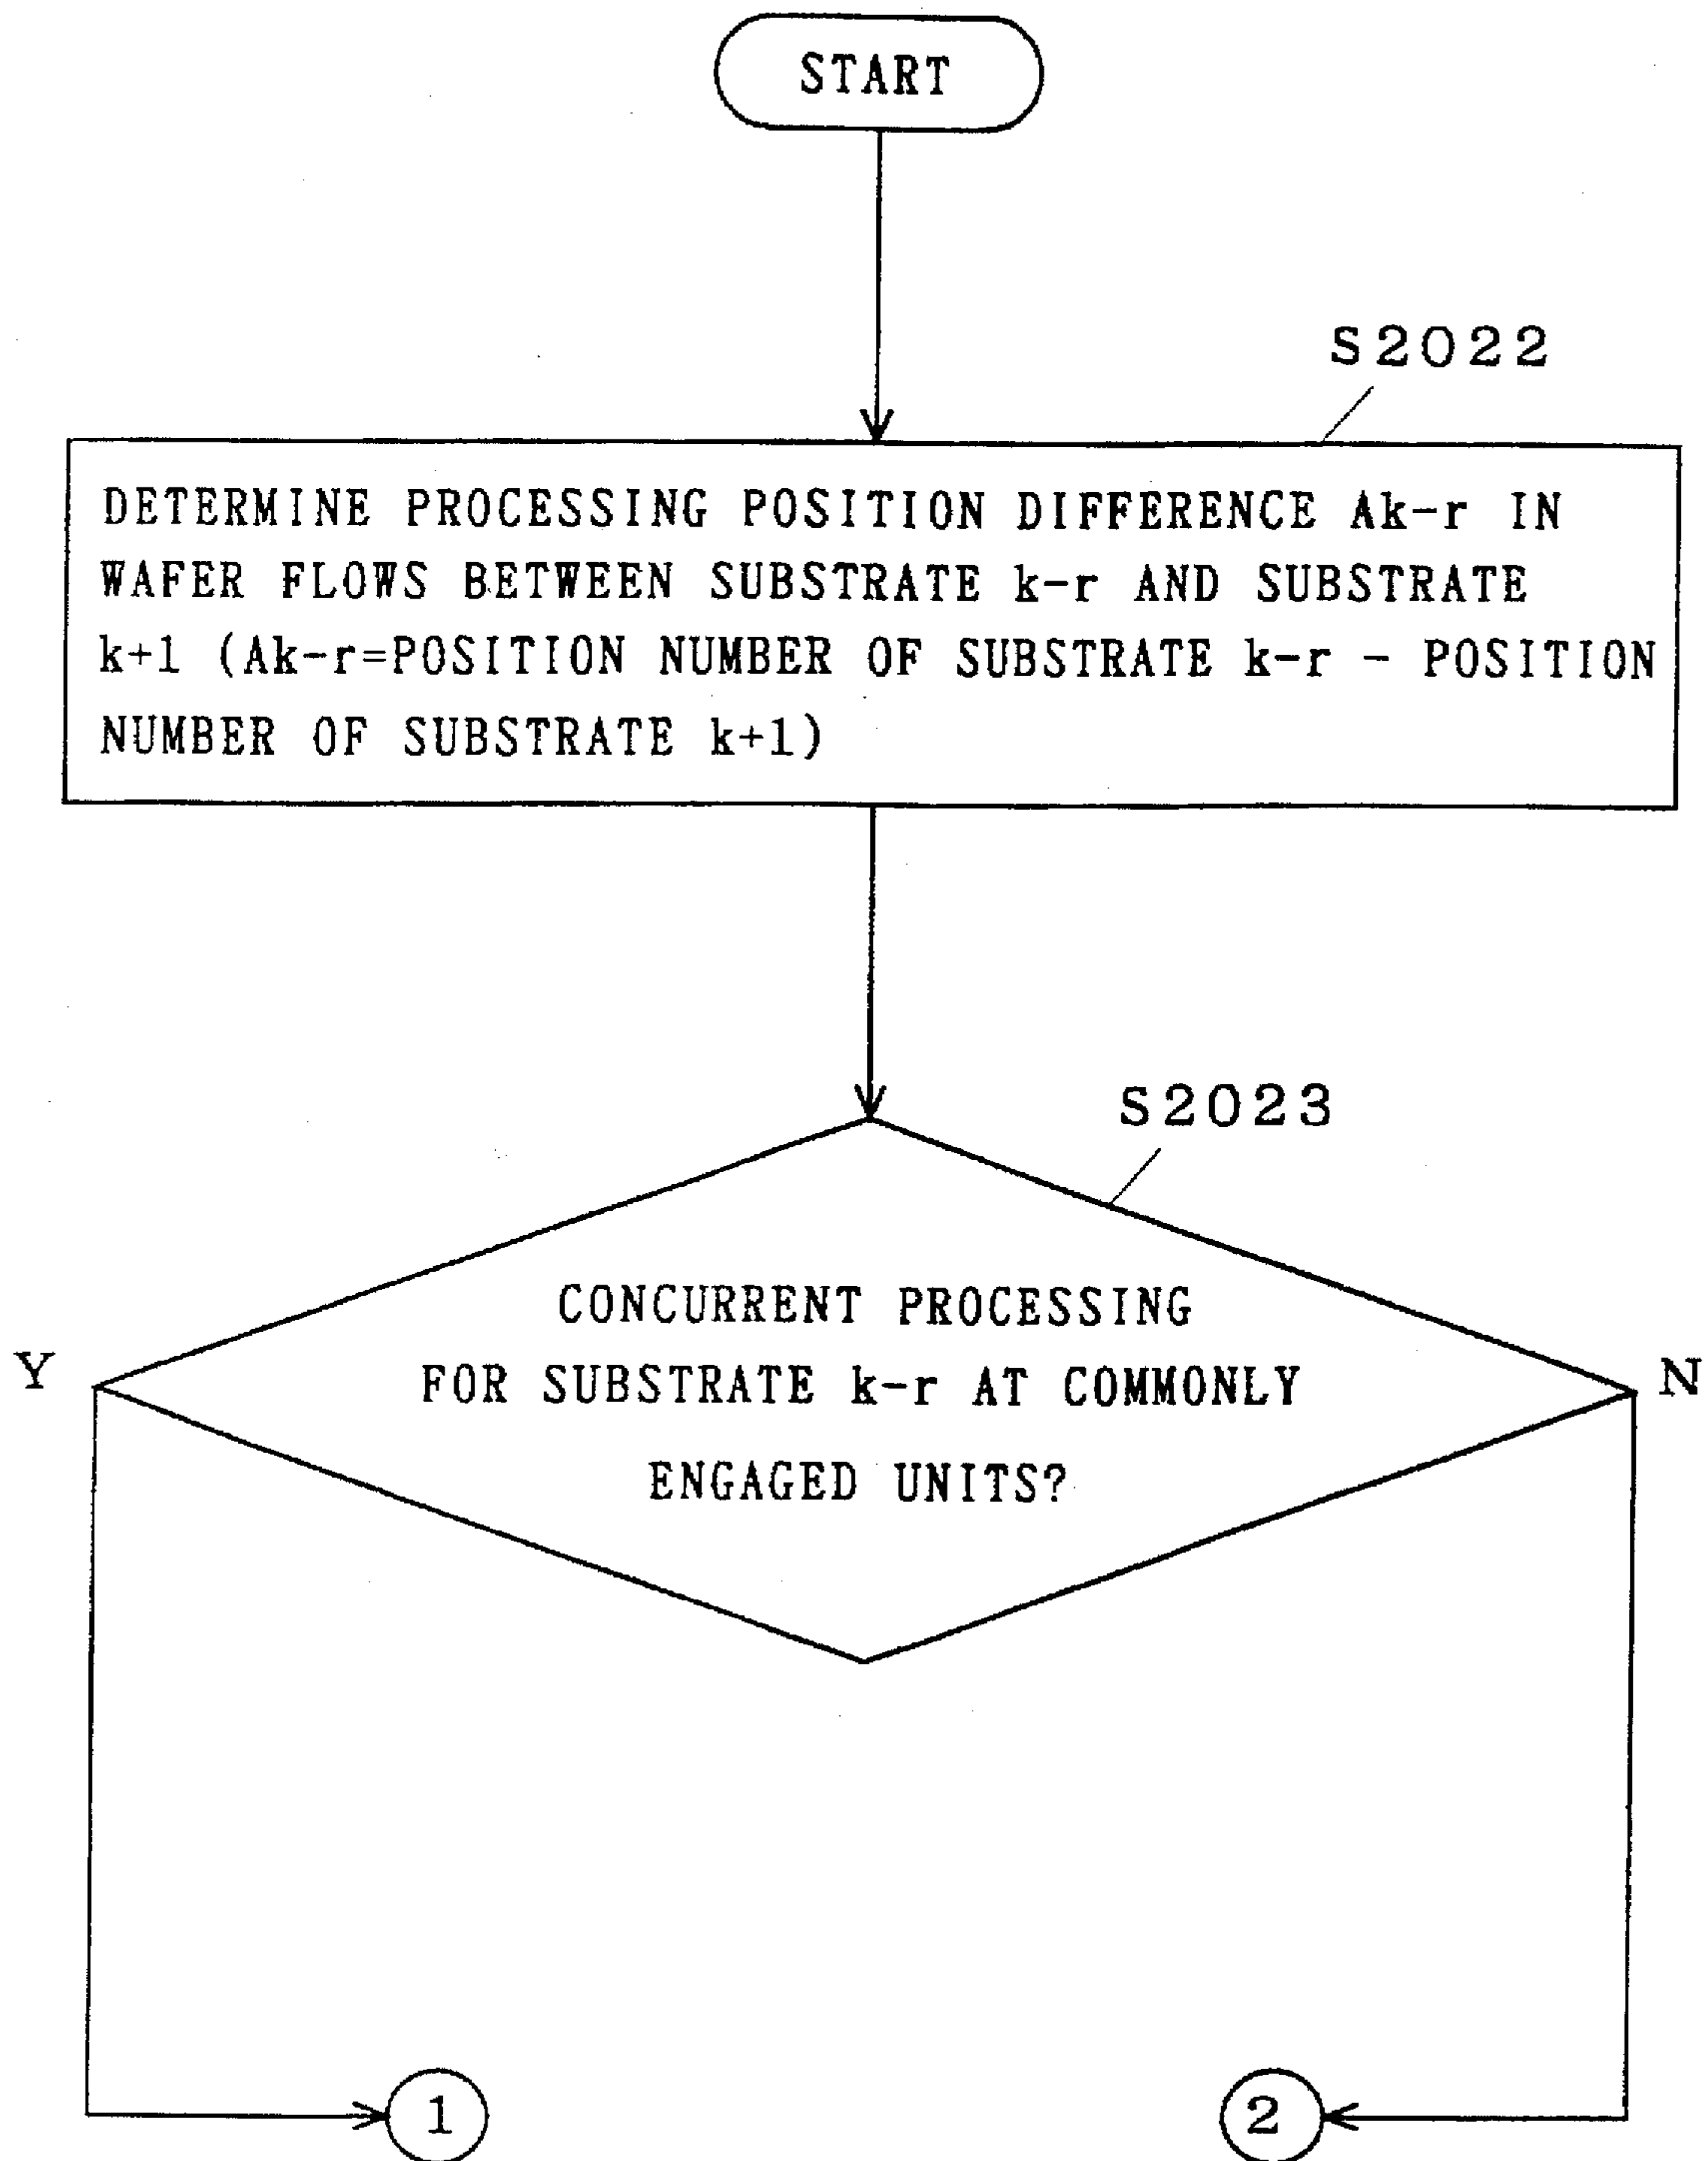 START
S2022
DETERMINE PROCESSING POSITION DIFFERENCE Ak-r IN
WAFER FLOWS BETWEEN SUBSTRATE k-r AND SUBSTRATE
k+1 (Ak-r=POSITION NUMBER OF SUBSTRATE k-r - POSITION
NUMBER OF SUBSTRATE k+1)
S2023
CONCURRENT PROCESSING
FOR SUBSTRATE k-r AT COMMONLY
ENGAGED UNITS?
Y
N
1
2